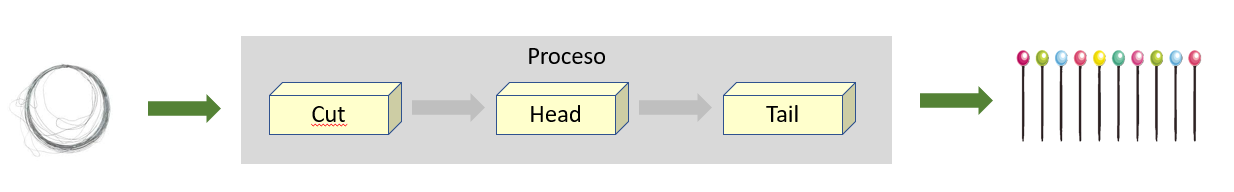 Proceso
Cut
Head
Tail